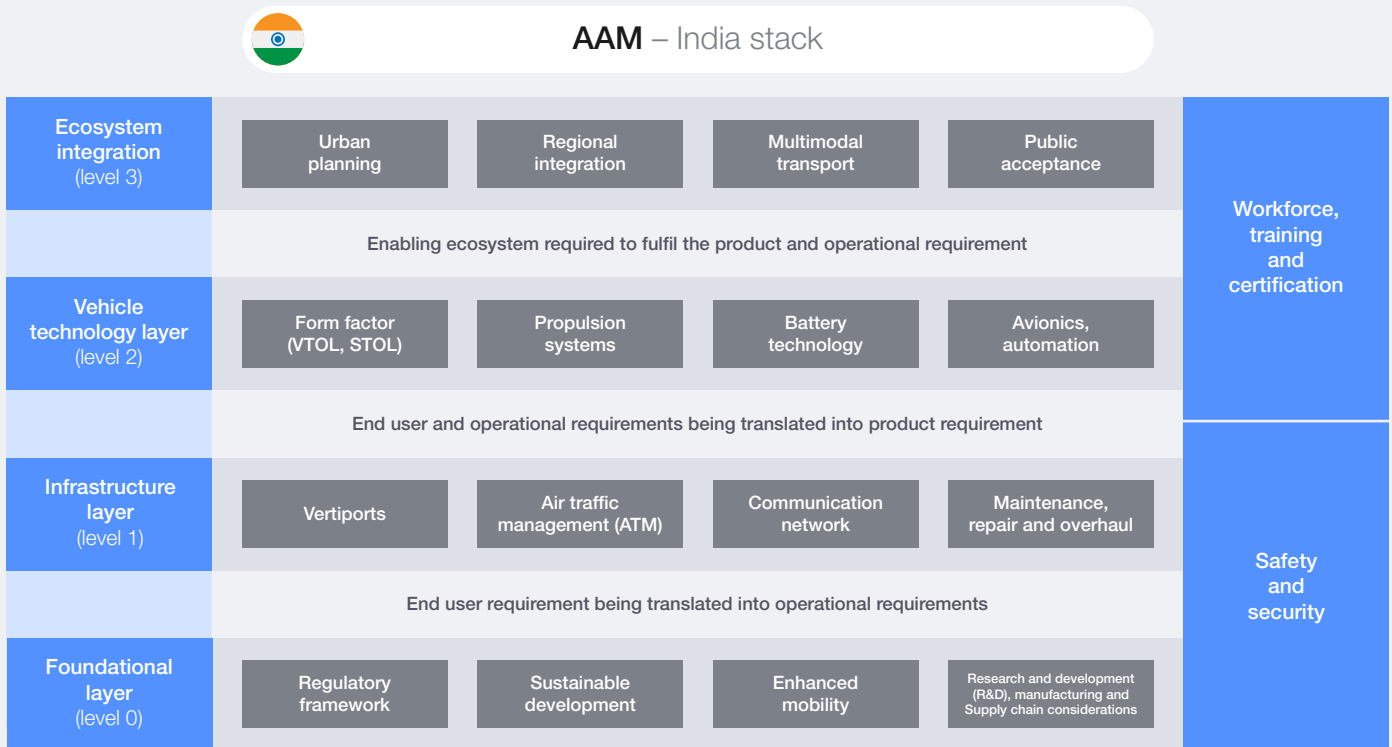 AAM – India stack
Ecosystem
integration
(level 3)
Urban
planning
Regional
integration
Multimodal
transport
Public
acceptance
Enabling ecosystem required to fulfil the product and operational requirement
Vehicle
technology layer
(level 2)
Form factor
(VTOL, STOL)
Propulsion
systems
Battery
technology
Avionics,
automation
End user and operational requirements being translated into product requirement
Infrastructure
layer
(level 1)
Vertiports
Air traffic
management (ATM)
Communication
network
Maintenance,
repair and overhaul
End user requirement being translated into operational requirements
Foundational
layer
(level 0)
Regulatory
framework
Sustainable
development
Enhanced
mobility
Research and development
(R&D), manufacturing and
Supply chain considerations
Workforce,
training
and
certification
Safety
and
security